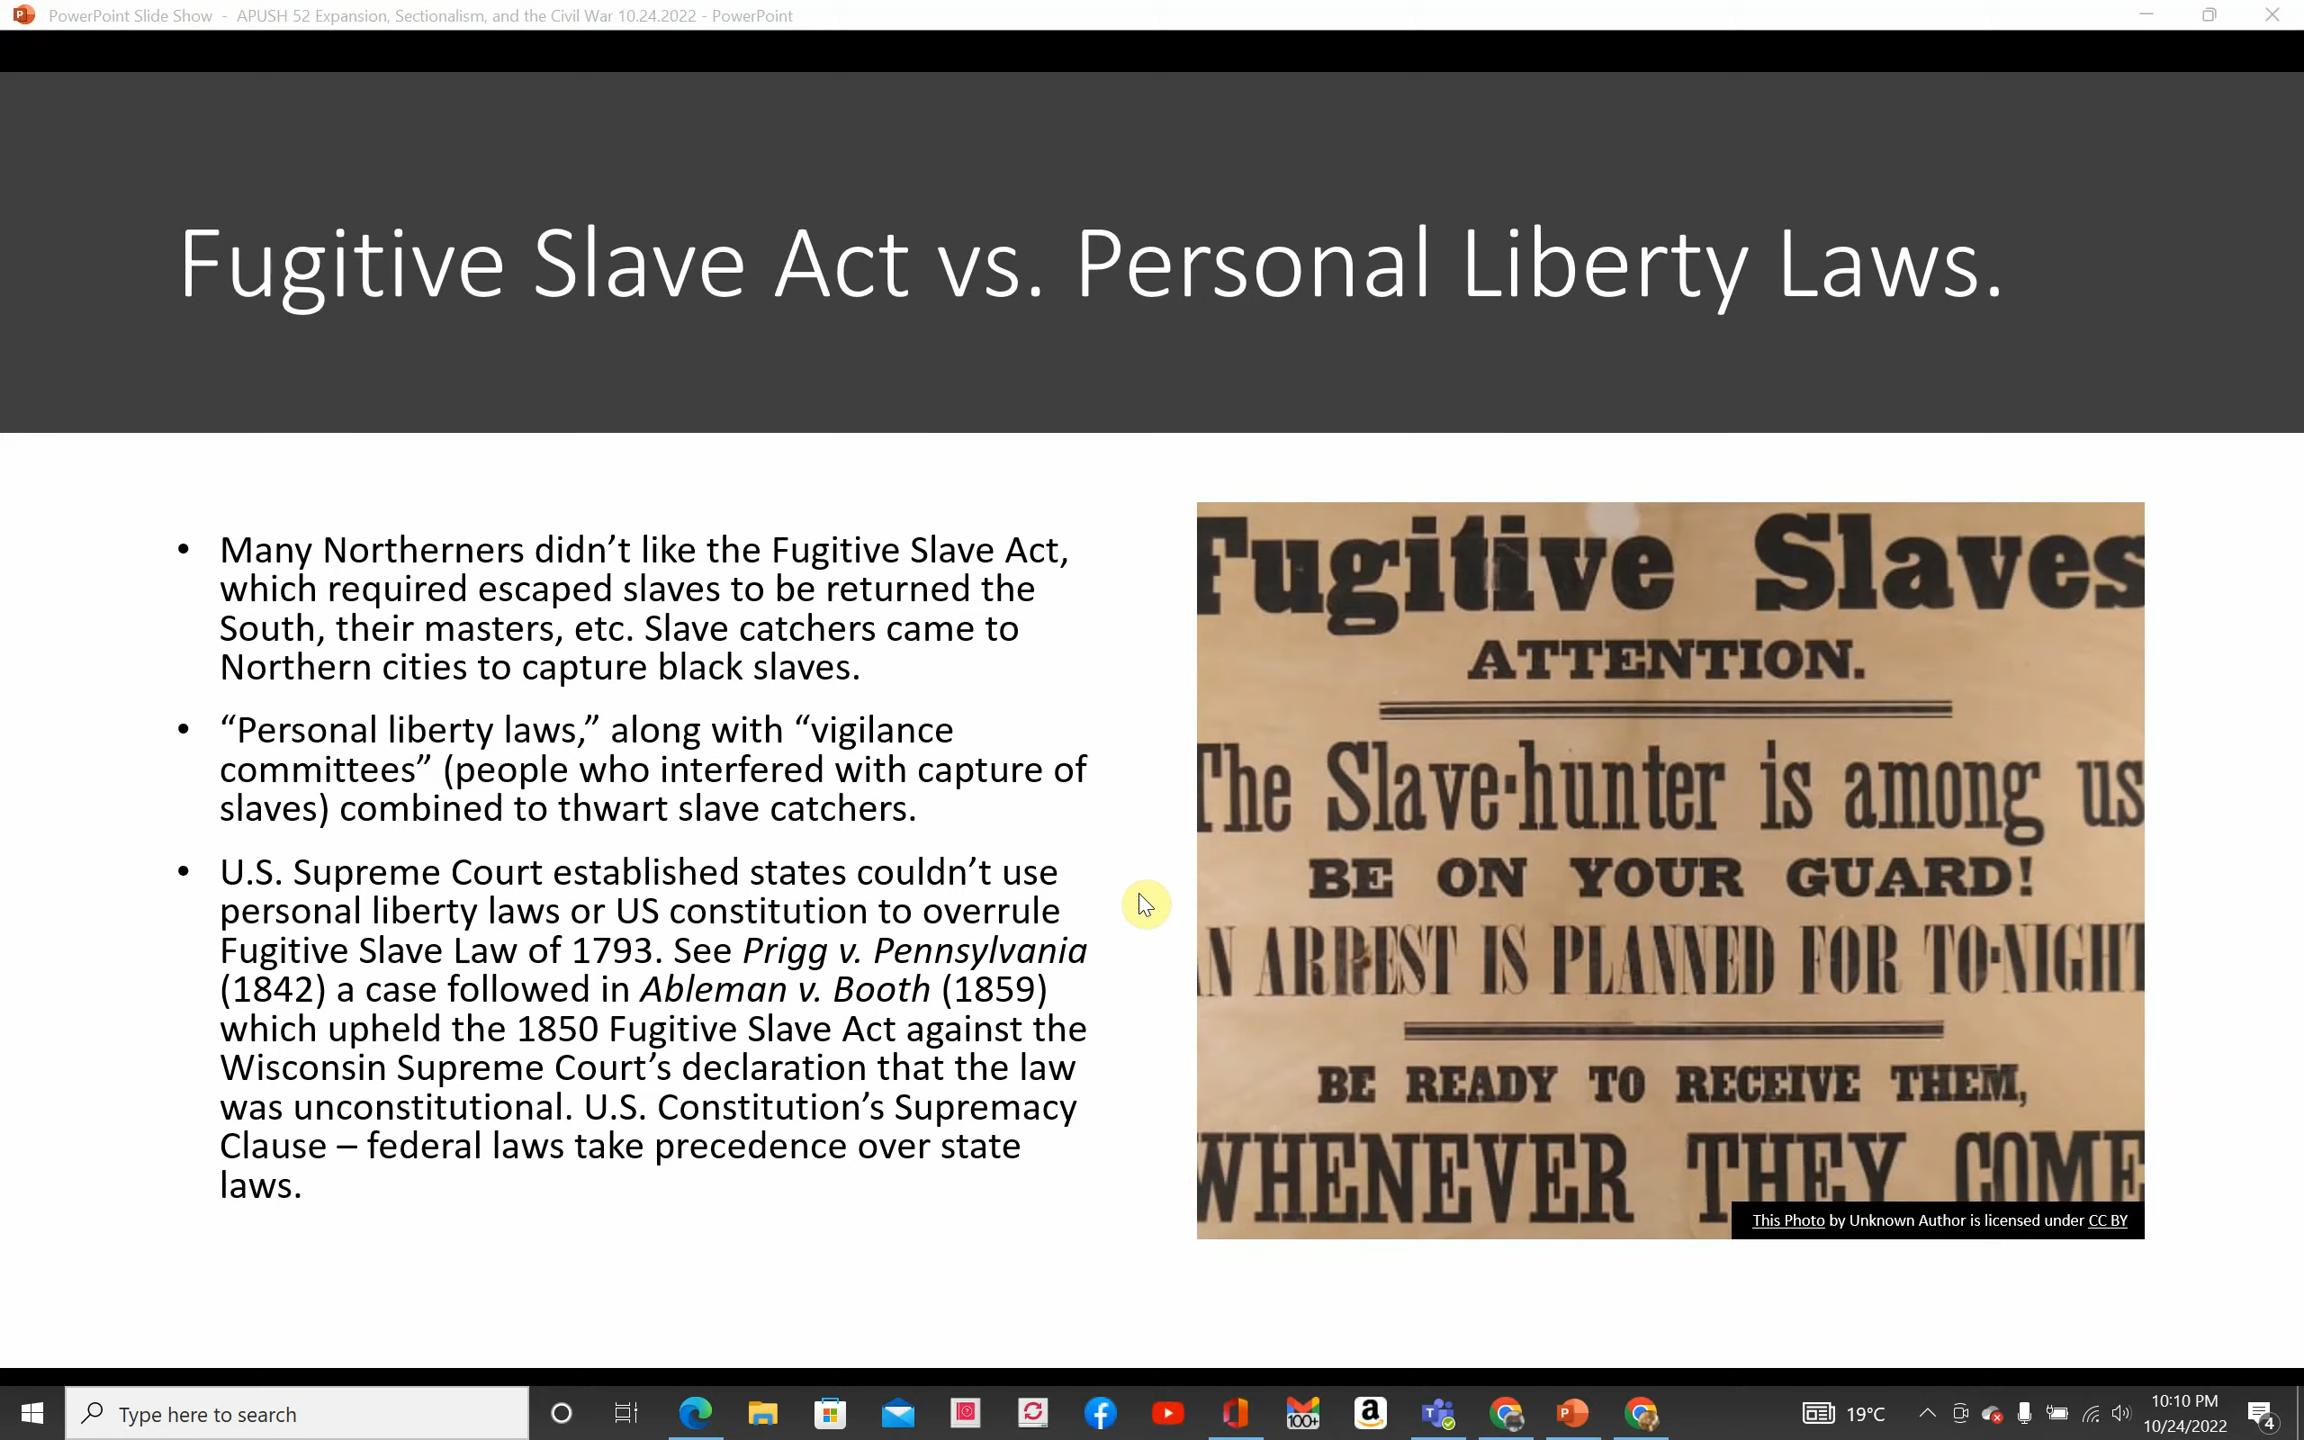 PowerPoint Slide Show - APUSH 52 Expansion, Sectionalism, and the Civil War 10.24.2022 - PowerPoint
Fugitive Slave Act vs. Personal Liberty Laws.
• Many Northerners didn’t like the Fugitive Slave Act,
which required escaped slaves to be returned the
South, their masters, etc. Slave catchers came to
Northern cities to capture black slaves.
• “Personal liberty laws,” along with “vigilance
committees” (people who interfered with capture of
slaves) combined to thwart slave catchers.
• U.S. Supreme Court established states couldn’t use
personal liberty laws or US constitution to overrule
Fugitive Slave Law of 1793. See Prigg v. Pennsylvania
(1842) a case followed in Ableman v. Booth (1859)
which upheld the 1850 Fugitive Slave Act against the
Wisconsin Supreme Court’s declaration that the law
was unconstitutional. U.S. Constitution’s Supremacy
Clause – federal laws take precedence over state
laws.
Fugitive Slaves
ATTENTION.
The Slave-hunter is among us
BE ON YOUR GUARD!
N ARREST IS PLANNED FOR TO-NIGHT
BE READY TO RECEIVE THEM,
WHENEVER THEY COME
This Photo by Unknown Author is licensed under CC BY
Type here to search
100+
19°C
10:10 PM
10/24/2022
4